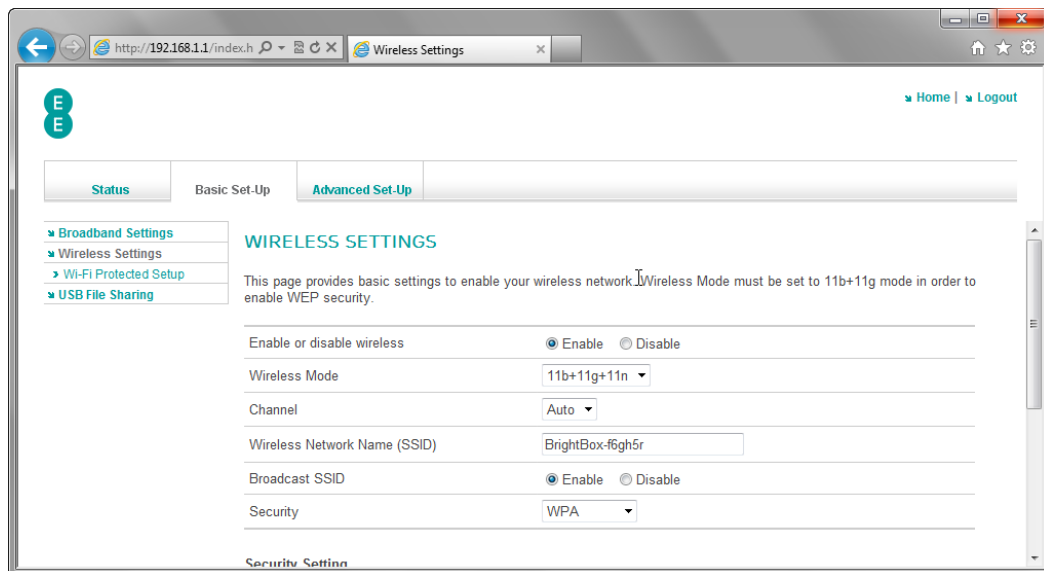 http://192.168.1.1/index.h
Wireless Settings
E
E
Home | Logout
Status
Basic Set-Up
Advanced Set-Up
Broadband Settings
Wireless Settings
Wi-Fi Protected Setup
USB File Sharing
WIRELESS SETTINGS
This page provides basic settings to enable your wireless network. Wireless Mode must be set to 11b+11g mode in order to
enable WEP security.
Enable or disable wireless Enable Disable
Wireless Mode 11b+11g+11n
Channel Auto
Wireless Network Name (SSID) BrightBox-f6gh5r
Broadcast SSID Enable Disable
Security WPA
Security Setting